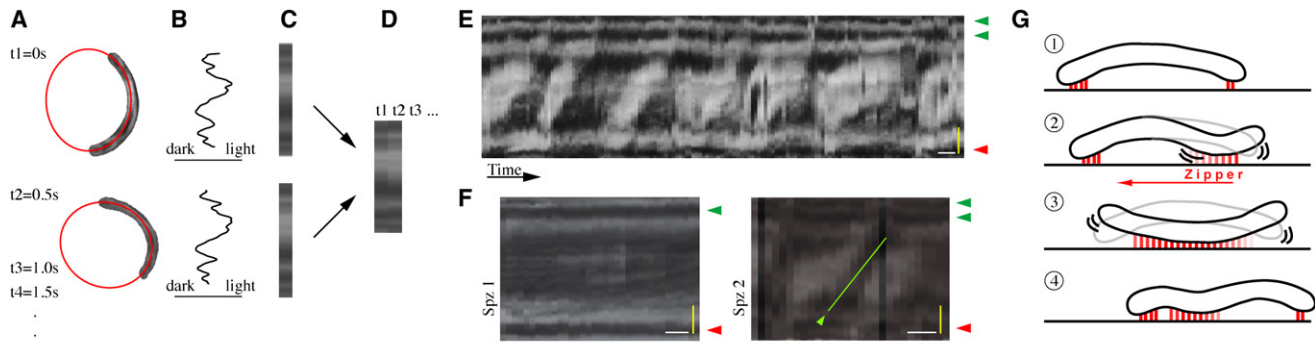 A
B
C
D
E
F
G
t1=0s
dark light
t2=0.5s
dark light
t3=1.0s
t4=1.5s
.
.
t1 t2 t3 ...
Time
Spz 1
Spz 2
①
②
Zipper
③
④